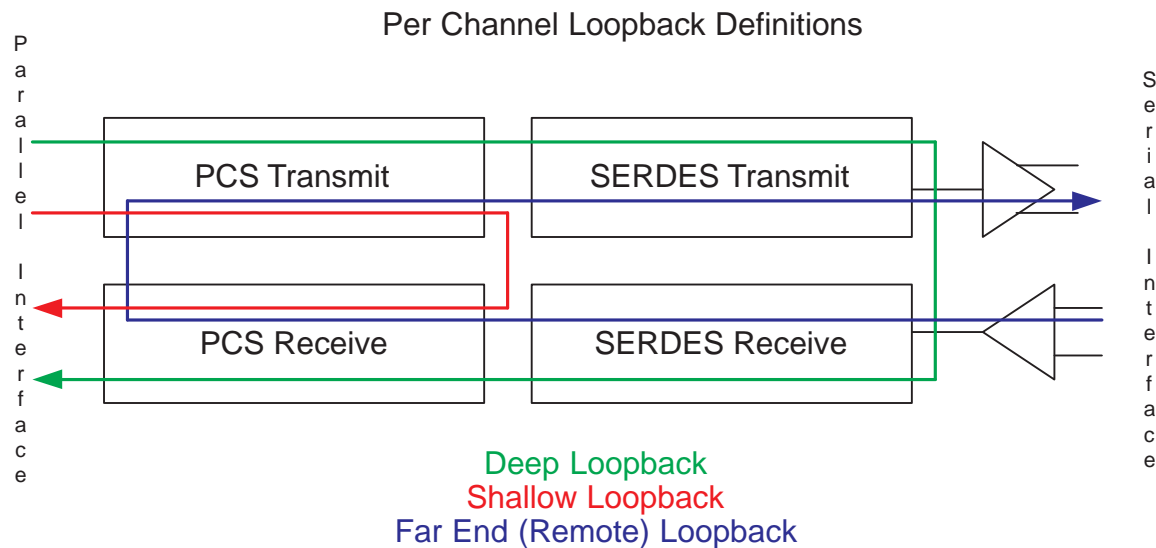 Per Channel Loopback Definitions
Parallel Interface
Serial Interface
PCS Transmit
SERDES Transmit
PCS Receive
SERDES Receive
Deep Loopback
Shallow Loopback
Far End (Remote) Loopback